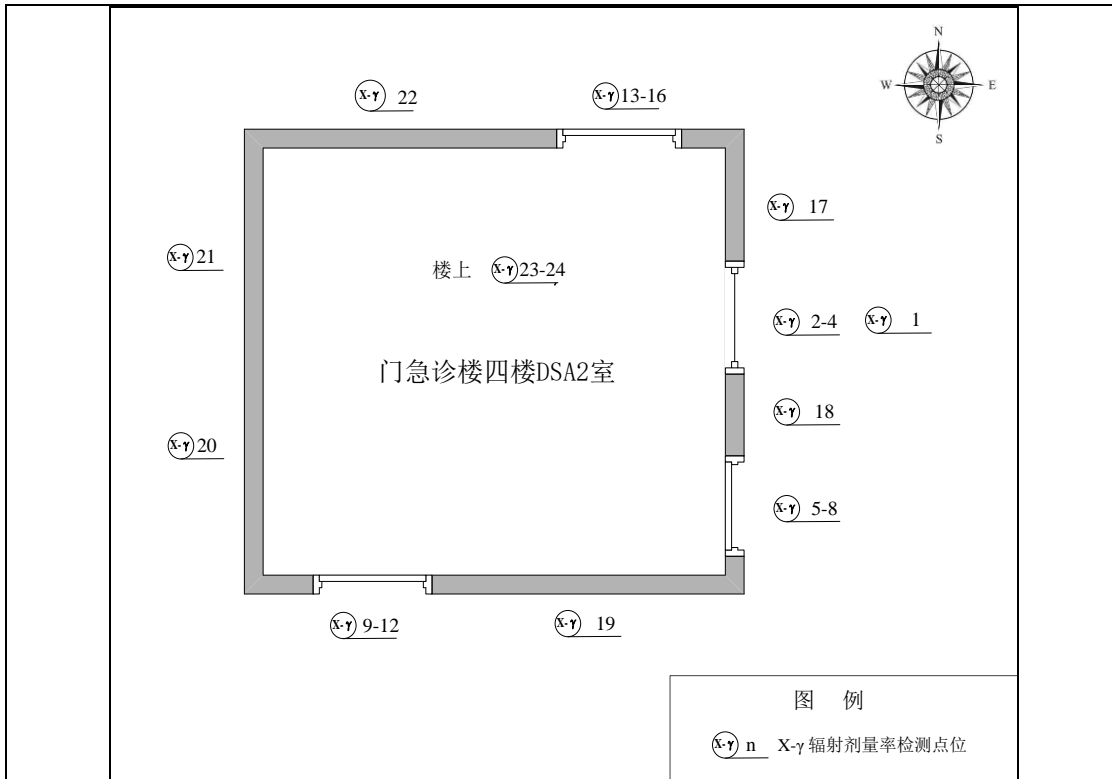 N
W E
S
X-γ 22
X-γ 13-16
X-γ 17
X-γ 21
楼上 X-γ 23-24
X-γ 2-4
X-γ 1
门急诊楼四楼DSA2室
X-γ 18
X-γ 20
X-γ 5-8
X-γ 9-12
X-γ 19
图 例
X-γ n X-γ 辐射剂量率检测点位